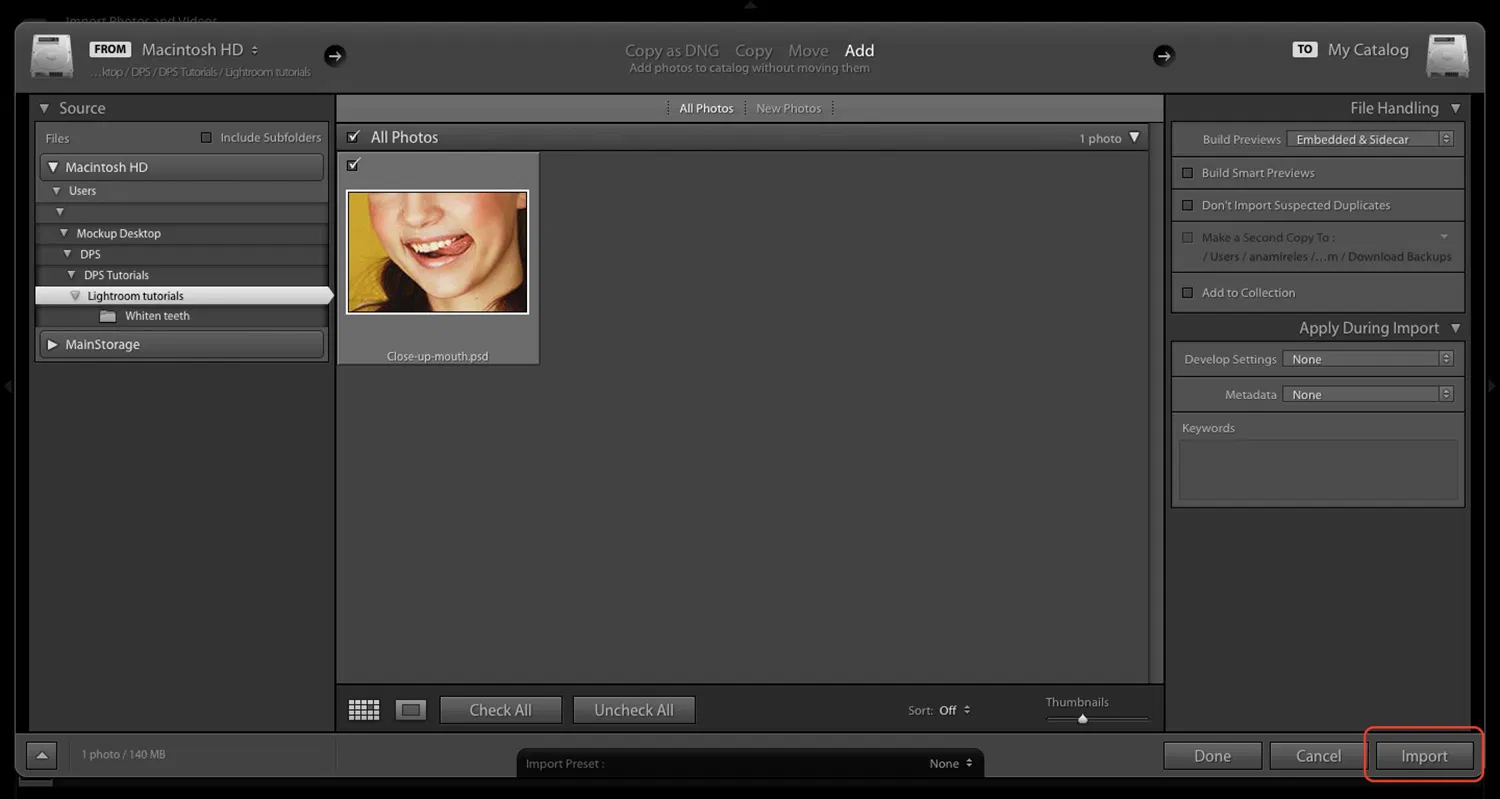 Import Photos and Videos
FROM Macintosh HD
...ktop / DPS / DPS Tutorials / Lightroom tutorials
Copy as DNG Copy Move Add
Add photos to catalog without moving them
TO My Catalog
Source
Files Include Subfolders
Macintosh HD
Users
Mockup Desktop
DPS
DPS Tutorials
Lightroom tutorials
Whiten teeth
MainStorage
All Photos New Photos
All Photos 1 photo
Close-up-mouth.psd
File Handling
Build Previews Embedded & Sidecar
Build Smart Previews
Don't Import Suspected Duplicates
Make a Second Copy To :
/ Users / anamireles /...m / Download Backups
Add to Collection
Apply During Import
Develop Settings None
Metadata None
Keywords
Check All Uncheck All Sort: Off Thumbnails
1 photo / 140 MB
Import Preset : None
Done Cancel Import